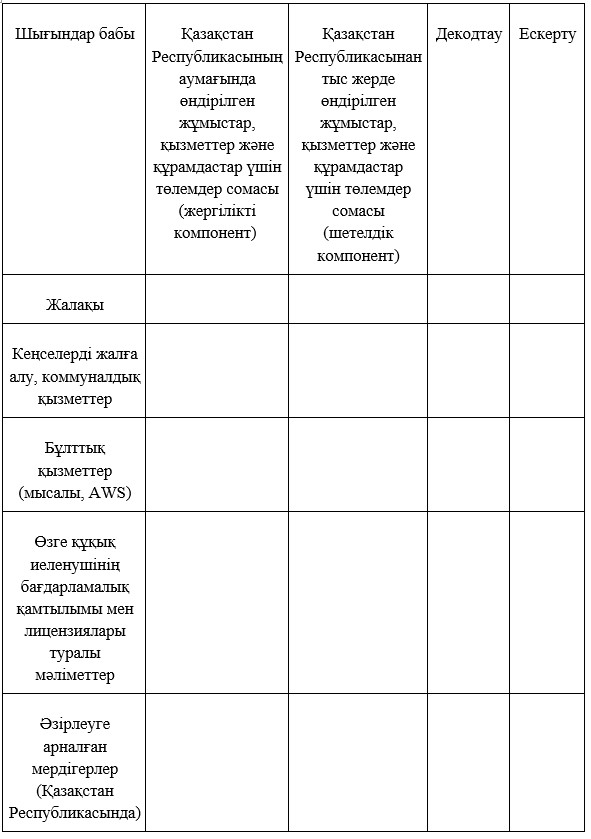 Шығындар бабы
Қазақстан
Республикасының
аумағында
өндірілген
жұмыстар,
қызметтер және
құрамдастар үшін
төлемдер сомасы
(жергілікті
компонент)
Қазақстан
Республикасынан
тыс жерде
өндірілген
жұмыстар,
қызметтер және
құрамдастар
үшін төлемдер
сомасы
(шетелдік
компонент)
Декодтау
Ескерту
Жалақы
Кеңселерді жалға
алу, коммуналдық
қызметтер
Бұлттық
қызметтер
(мысалы, AWS)
Өзге құқық
иеленушінің
бағдарламалық
қамтылымы мен
лицензиялары
туралы
мәліметтер
Әзірлеуге
арналған
мердігерлер
(Қазақстан
Республикасында)